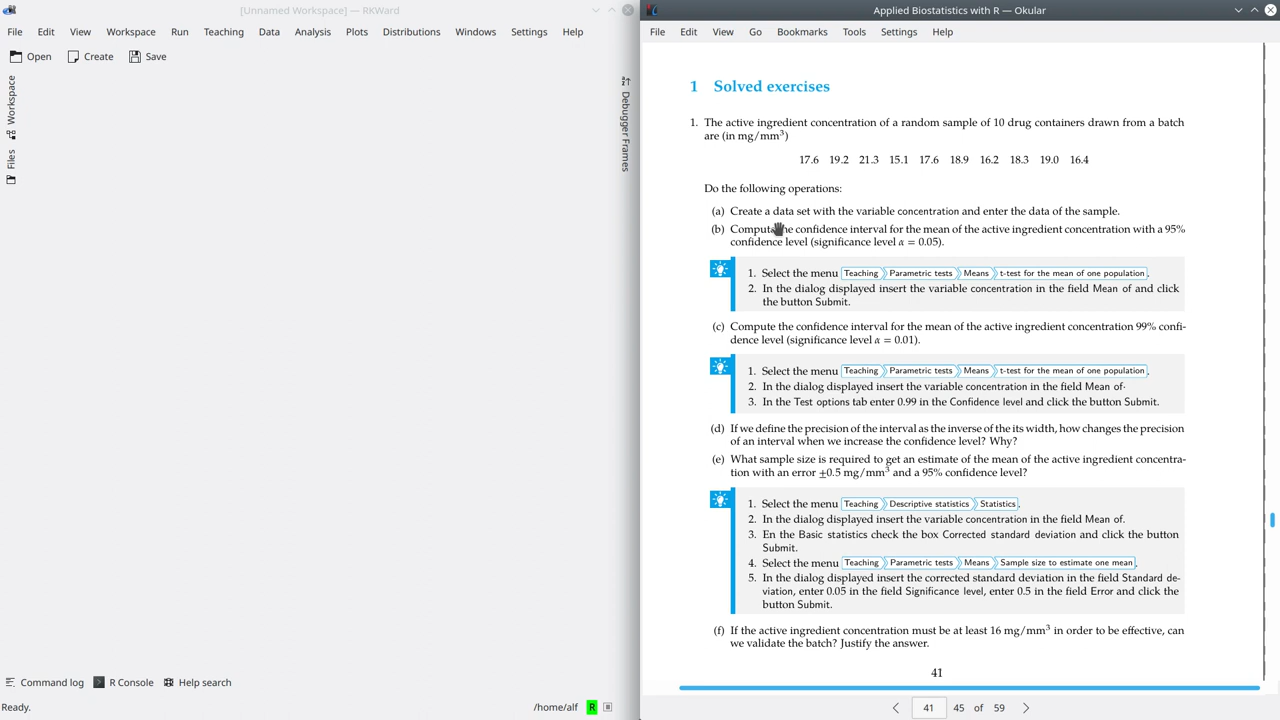 [Unnamed Workspace] — RKWard
File Edit View Workspace Run Teaching Data Analysis Plots Distributions Windows Settings Help
Open Create Save
Workspace
Files
Debugger Frames
Command log R Console Help search
Ready. /home/alf R
Applied Biostatistics with R — Okular
File Edit View Go Bookmarks Tools Settings Help
1 Solved exercises
1. The active ingredient concentration of a random sample of 10 drug containers drawn from a batch
are (in mg/mm³)
17.6 19.2 21.3 15.1 17.6 18.9 16.2 18.3 19.0 16.4
Do the following operations:
(a) Create a data set with the variable concentration and enter the data of the sample.
(b) Compute the confidence interval for the mean of the active ingredient concentration with a 95%
confidence level (significance level α = 0.05).
1. Select the menu Teaching Parametric tests Means t-test for the mean of one population.
2. In the dialog displayed insert the variable concentration in the field Mean of and click
the button Submit.
(c) Compute the confidence interval for the mean of the active ingredient concentration 99% confi-
dence level (significance level α = 0.01).
1. Select the menu Teaching Parametric tests Means t-test for the mean of one population.
2. In the dialog displayed insert the variable concentration in the field Mean of·
3. In the Test options tab enter 0.99 in the Confidence level and click the button Submit.
(d) If we define the precision of the interval as the inverse of the its width, how changes the precision
of an interval when we increase the confidence level? Why?
(e) What sample size is required to get an estimate of the mean of the active ingredient concentra-
tion with an error ±0.5 mg/mm³ and a 95% confidence level?
1. Select the menu Teaching Descriptive statistics Statistics.
2. In the dialog displayed insert the variable concentration in the field Mean of.
3. En the Basic statistics check the box Corrected standard deviation and click the button
Submit.
4. Select the menu Teaching Parametric tests Means Sample size to estimate one mean.
5. In the dialog displayed insert the corrected standard deviation in the field Standard de-
viation, enter 0.05 in the field Significance level, enter 0.5 in the field Error and click the
button Submit.
(f) If the active ingredient concentration must be at least 16 mg/mm³ in order to be effective, can
we validate the batch? Justify the answer.
41
41 45 of 59